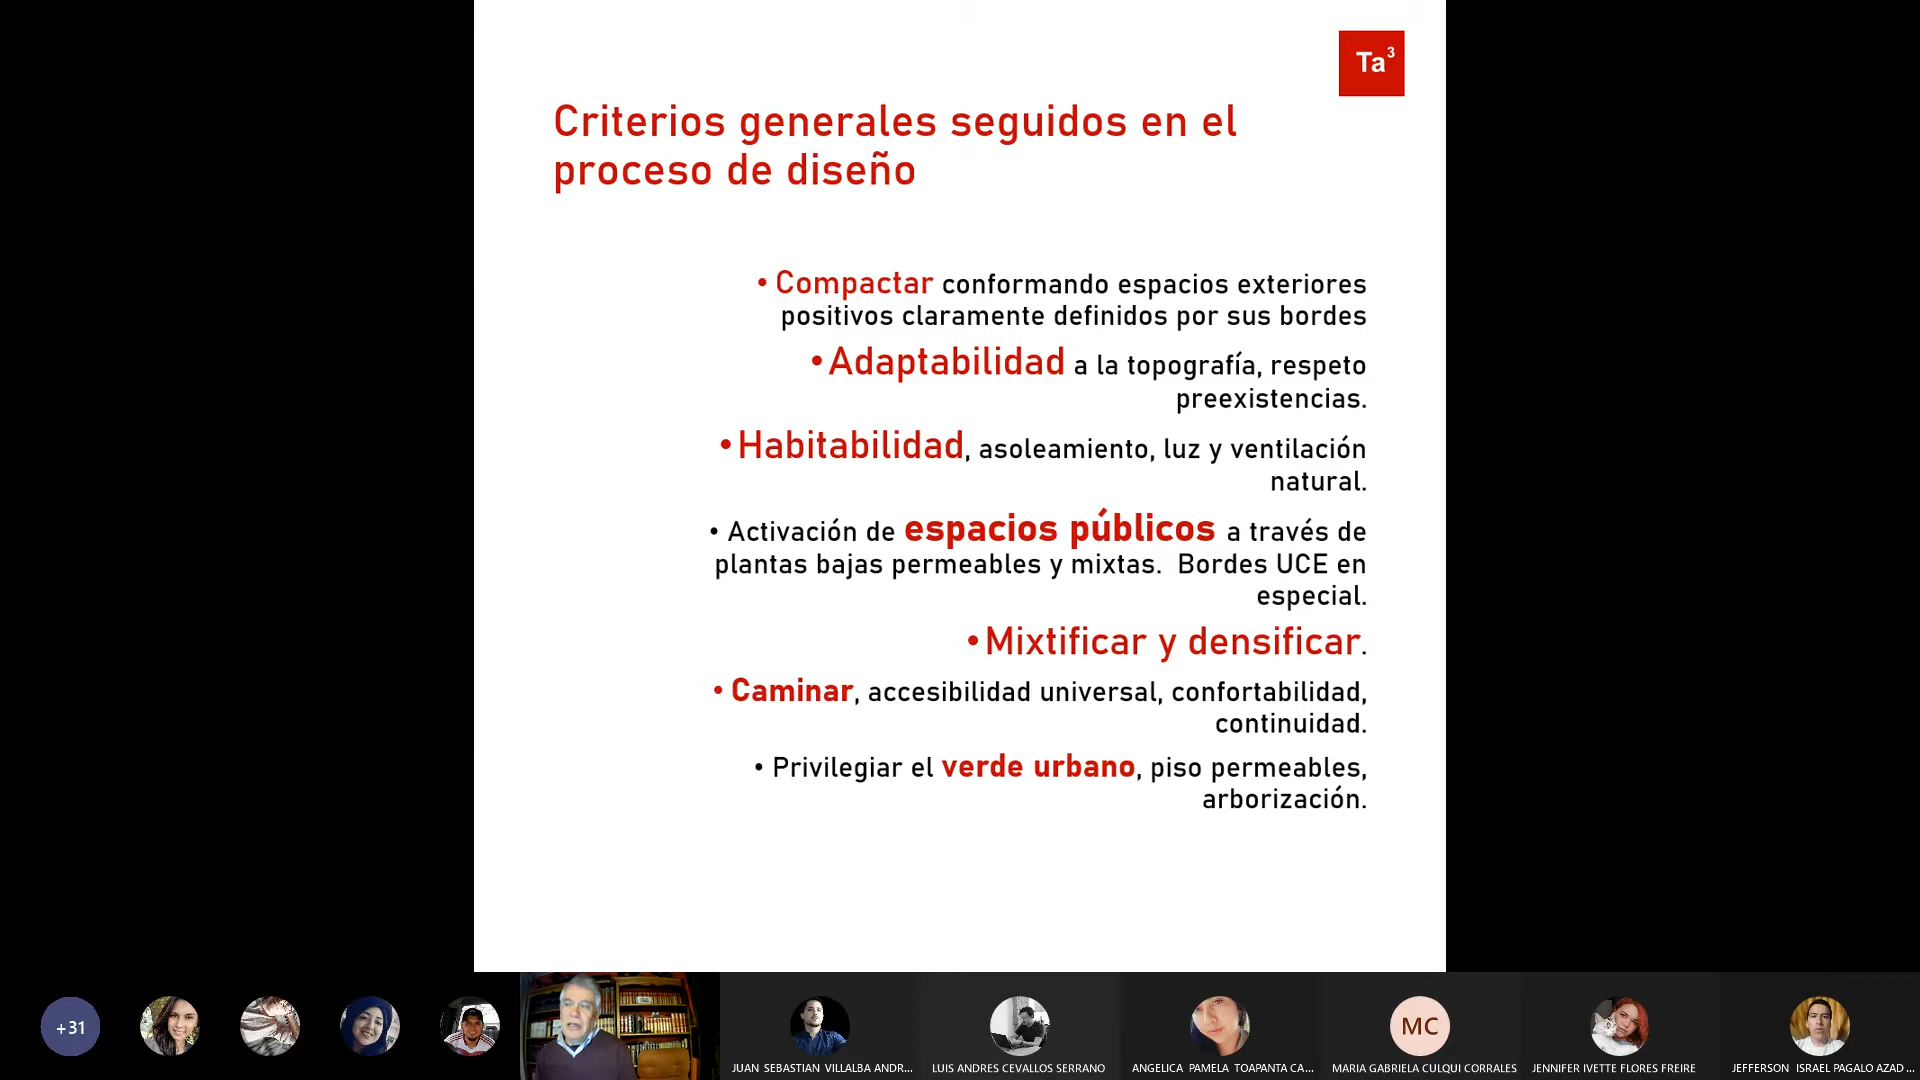 Ta³
Criterios generales seguidos en el
proceso de diseño
• Compactar conformando espacios exteriores
positivos claramente definidos por sus bordes
• Adaptabilidad a la topografía, respeto
preexistencias.
• Habitabilidad, asoleamiento, luz y ventilación
natural.
• Activación de espacios públicos a través de
plantas bajas permeables y mixtas. Bordes UCE en
especial.
• Mixtificar y densificar.
• Caminar, accesibilidad universal, confortabilidad,
continuidad.
• Privilegiar el verde urbano, piso permeables,
arborización.
+31
MC
JUAN SEBASTIAN VILLALBA ANDR...
LUIS ANDRES CEVALLOS SERRANO
ANGELICA PAMELA TOAPANTA CA...
MARIA GABRIELA CULQUI CORRALES
JENNIFER IVETTE FLORES FREIRE
JEFFERSON ISRAEL PAGALO AZAD ...